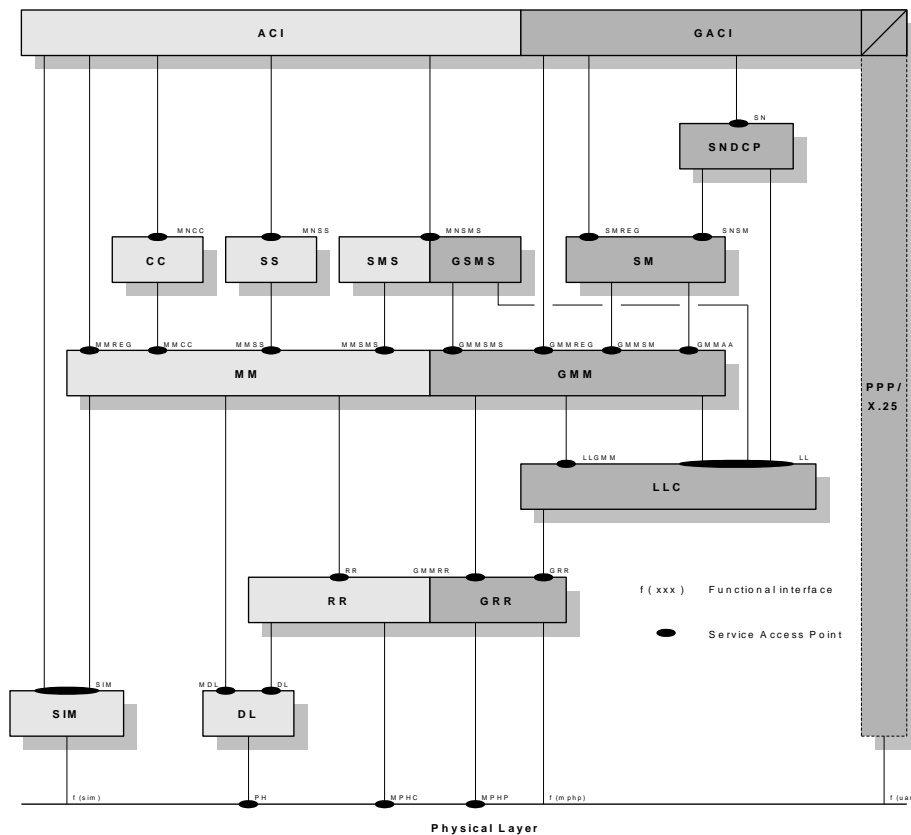 ACI
GACI
SN
SNDCP
MNCC
MNSS
MNSMS
SMREG
SNSM
CC
SS
SMS
GSMS
SM
MMREG
MMCC
MMSS
MMSMS
GMMSMS
GMMREG
GMMSM
GMMAA
MM
GMM
PPP/
X.25
LLGMM
LL
LLC
RR
GMMRR
GRR
f ( xxx ) Functional interface
RR
GRR
Service Access Point
SIM
MDL
DL
SIM
DL
f (sim)
PH
MPHC
MPHP
f (mphp)
f (uar
Physical Layer